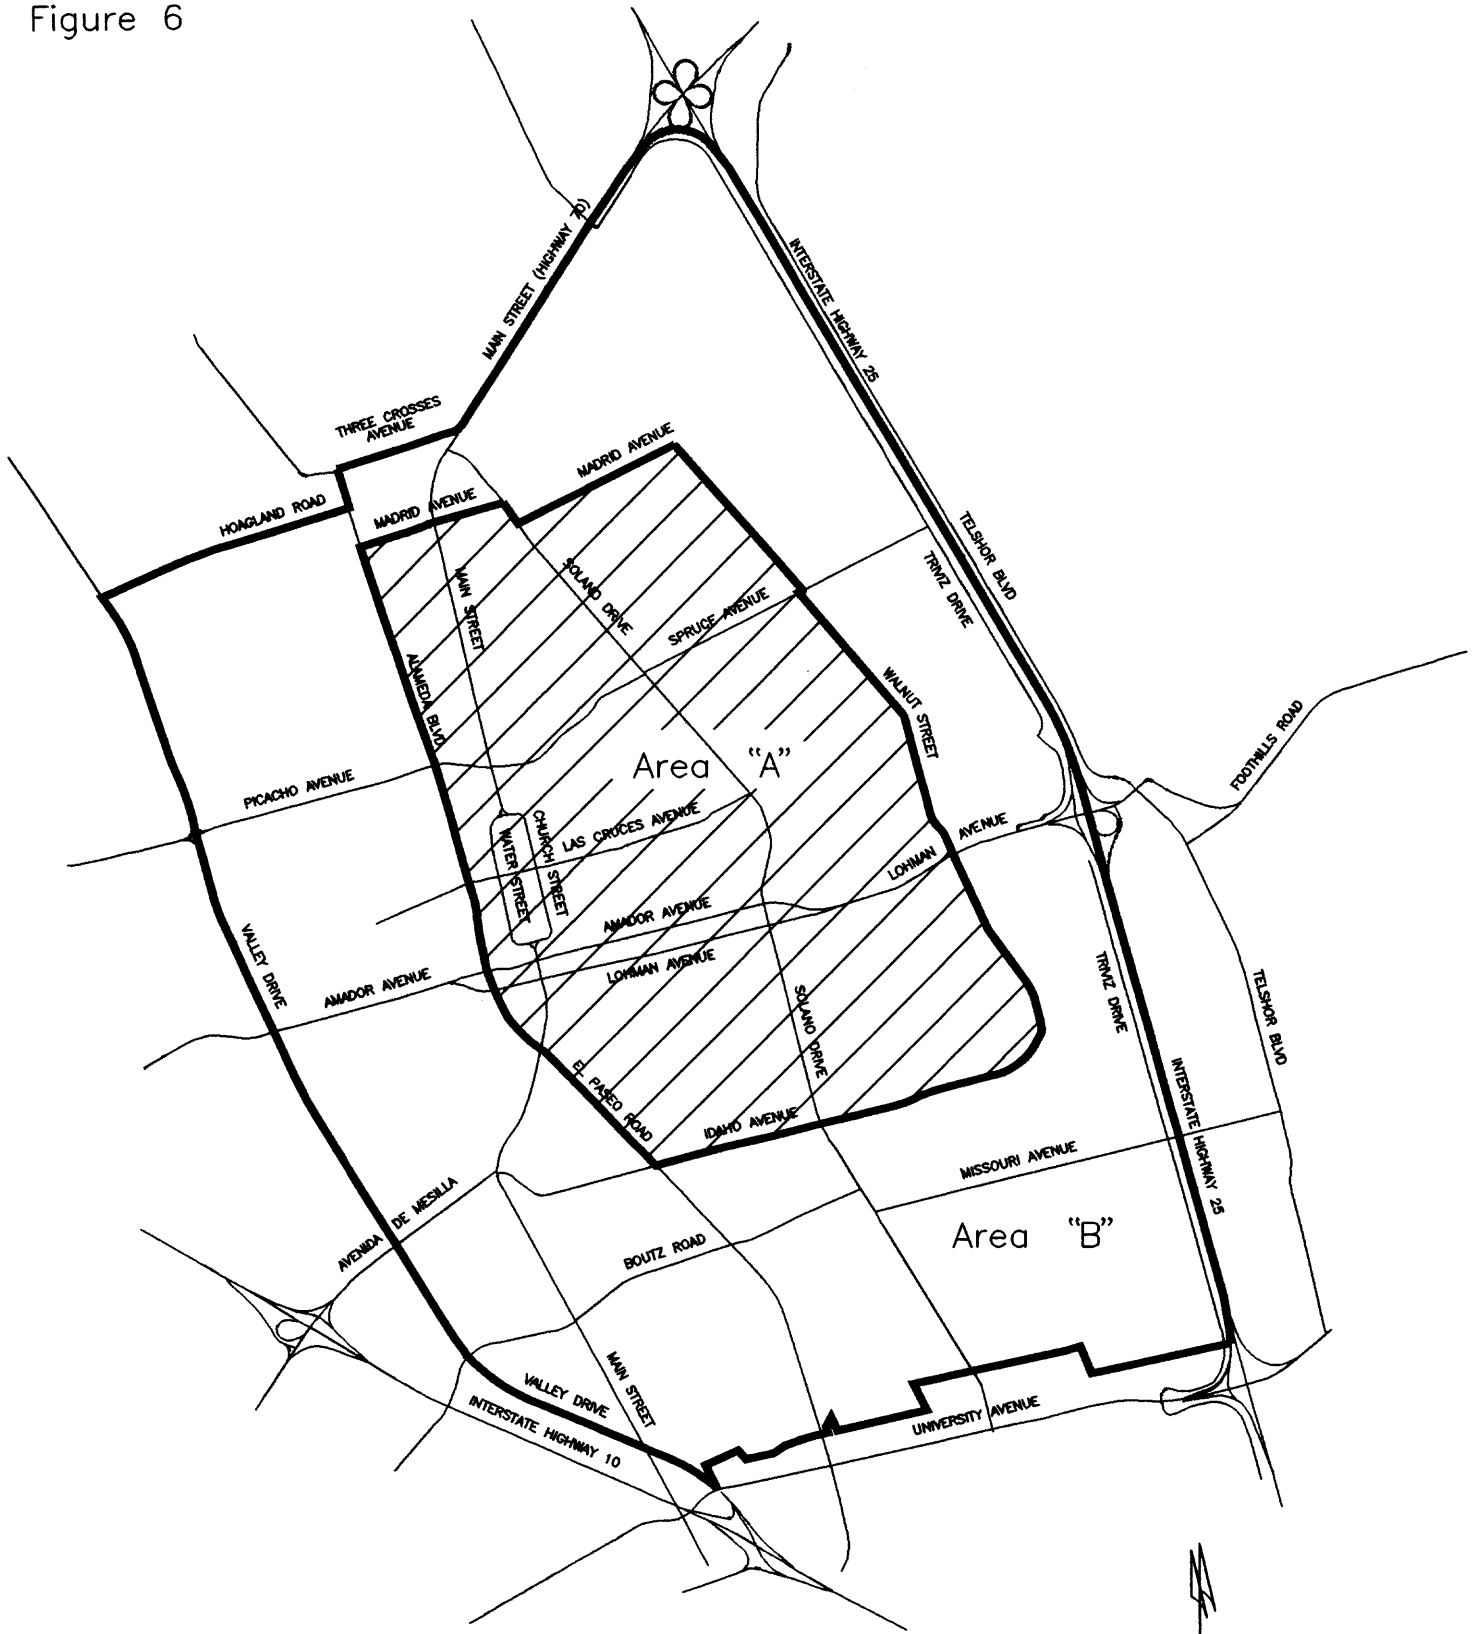 Figure 6
MAIN STREET (HIGHWAY 70)
INTERSTATE HIGHWAY 25
THREE CROSSES
AVENUE
MADRID AVENUE
HOAGLAND ROAD
MADRID AVENUE
TELSHOR BLVD
TRIVIZ DRIVE
SOLANO DRIVE
MAIN STREET
SPRUCE AVENUE
ALAMEDA BLVD
WALNUT STREET
FOOTHILLS ROAD
Area "A"
PICACHO AVENUE
CHURCH STREET
WATER STREET
LAS CRUCES AVENUE
LOHMAN AVENUE
AMADOR AVENUE
VALLEY DRIVE
AMADOR AVENUE
LOHMAN AVENUE
SOLANO DRIVE
TRIVIZ DRIVE
TELSHOR BLVD
EL PASEO ROAD
IDAHO AVENUE
INTERSTATE HIGHWAY 25
MISSOURI AVENUE
AVENIDA DE MESILLA
BOUTZ ROAD
Area "B"
MAIN STREET
VALLEY DRIVE
INTERSTATE HIGHWAY 10
UNIVERSITY AVENUE